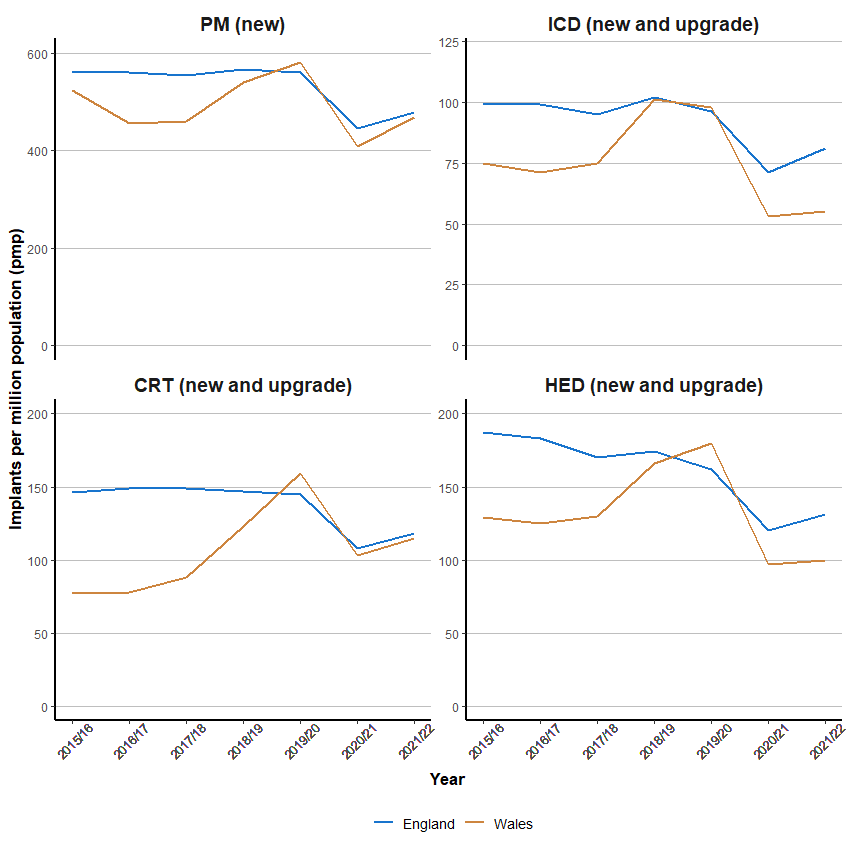 PM (new)
ICD (new and upgrade)
600
400
200
0
125
100
75
50
25
0
Implants per million population (pmp)
CRT (new and upgrade)
HED (new and upgrade)
200
150
100
50
0
200
150
100
50
0
2015/16 2016/17 2017/18 2018/19 2019/20 2020/21 2021/22
2015/16 2016/17 2017/18 2018/19 2019/20 2020/21 2021/22
Year
England Wales